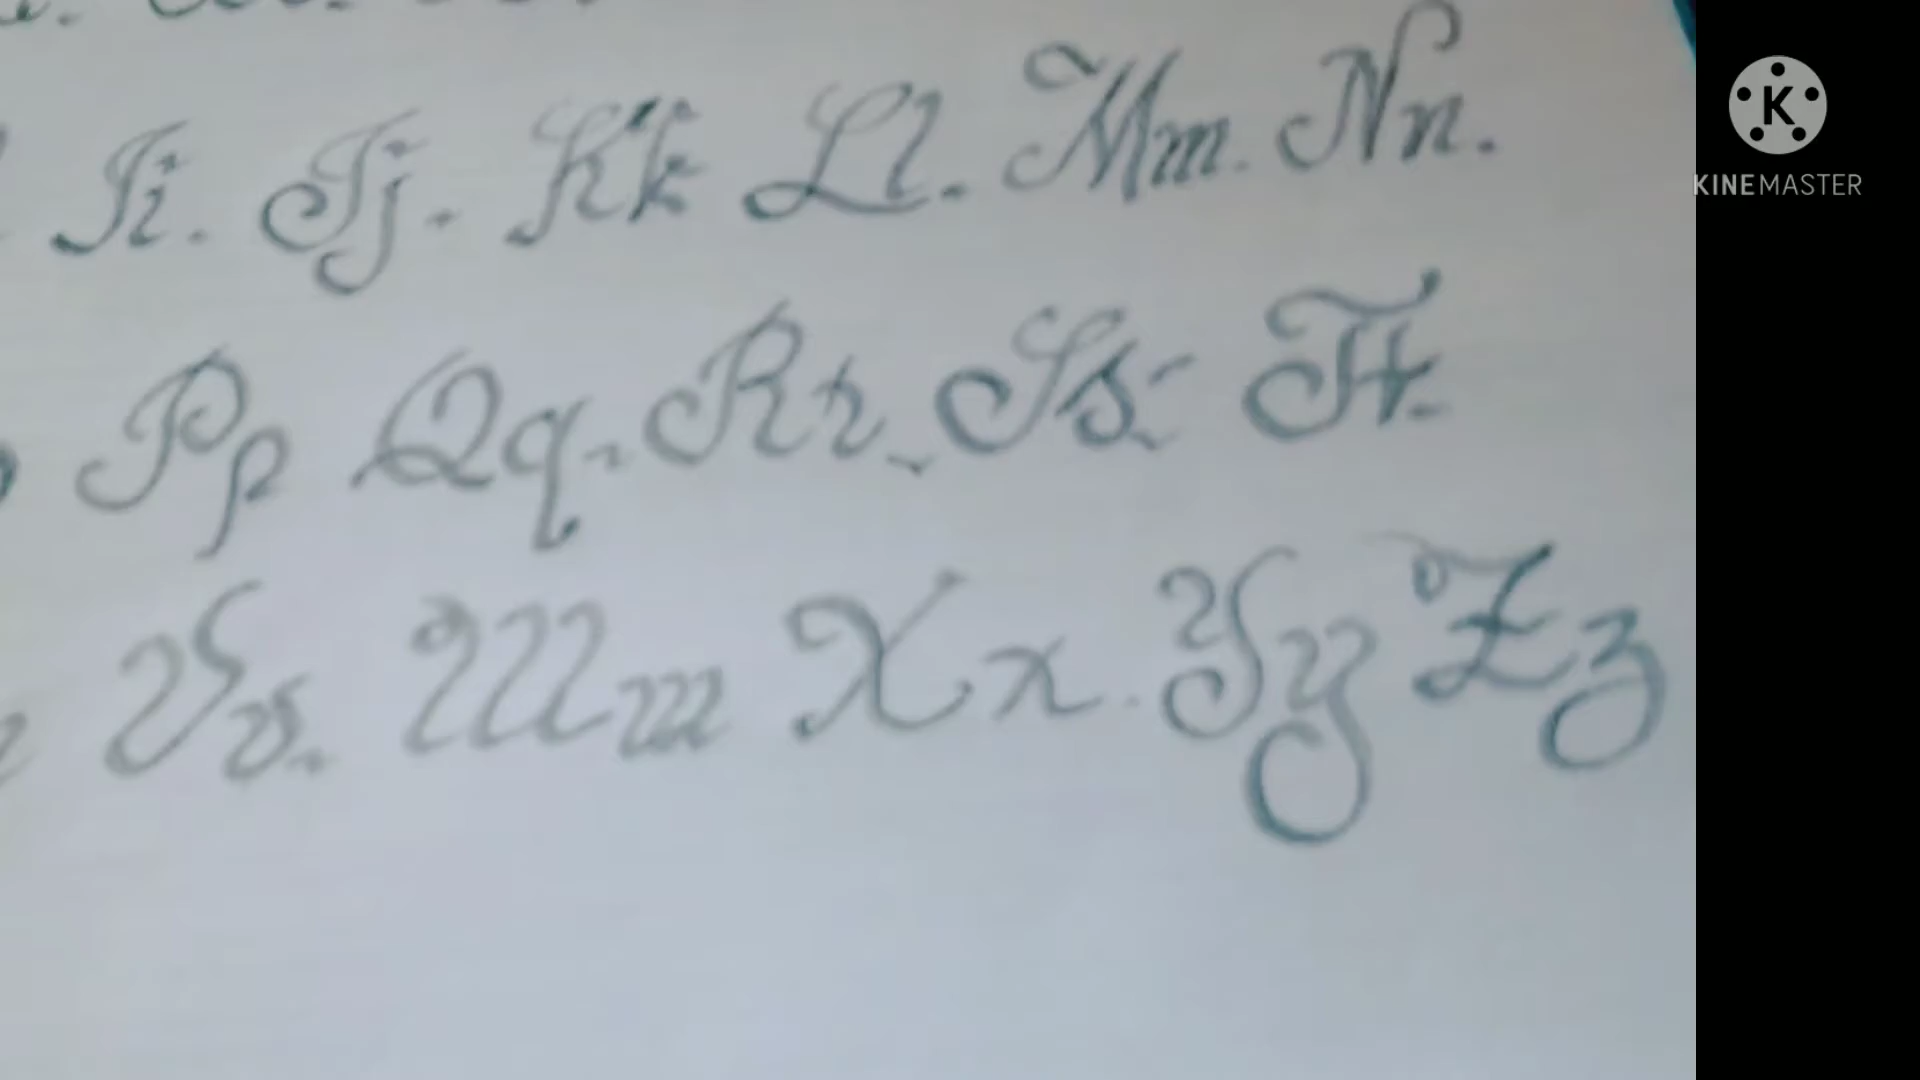 Ii. Jj. Kk Ll. Mm. Nn.
Pp Qq. Rr. Ss. Tt.
Vv. Ww Xx. Yy Zz
K
KINEMASTER